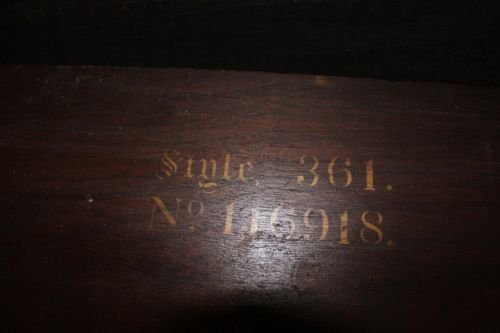 Style, 361.
Nº 116918.